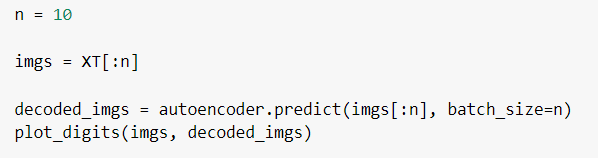 n = 10
imgs = XT[:n]
decoded_imgs = autoencoder.predict(imgs[:n], batch_size=n)
plot_digits(imgs, decoded_imgs)